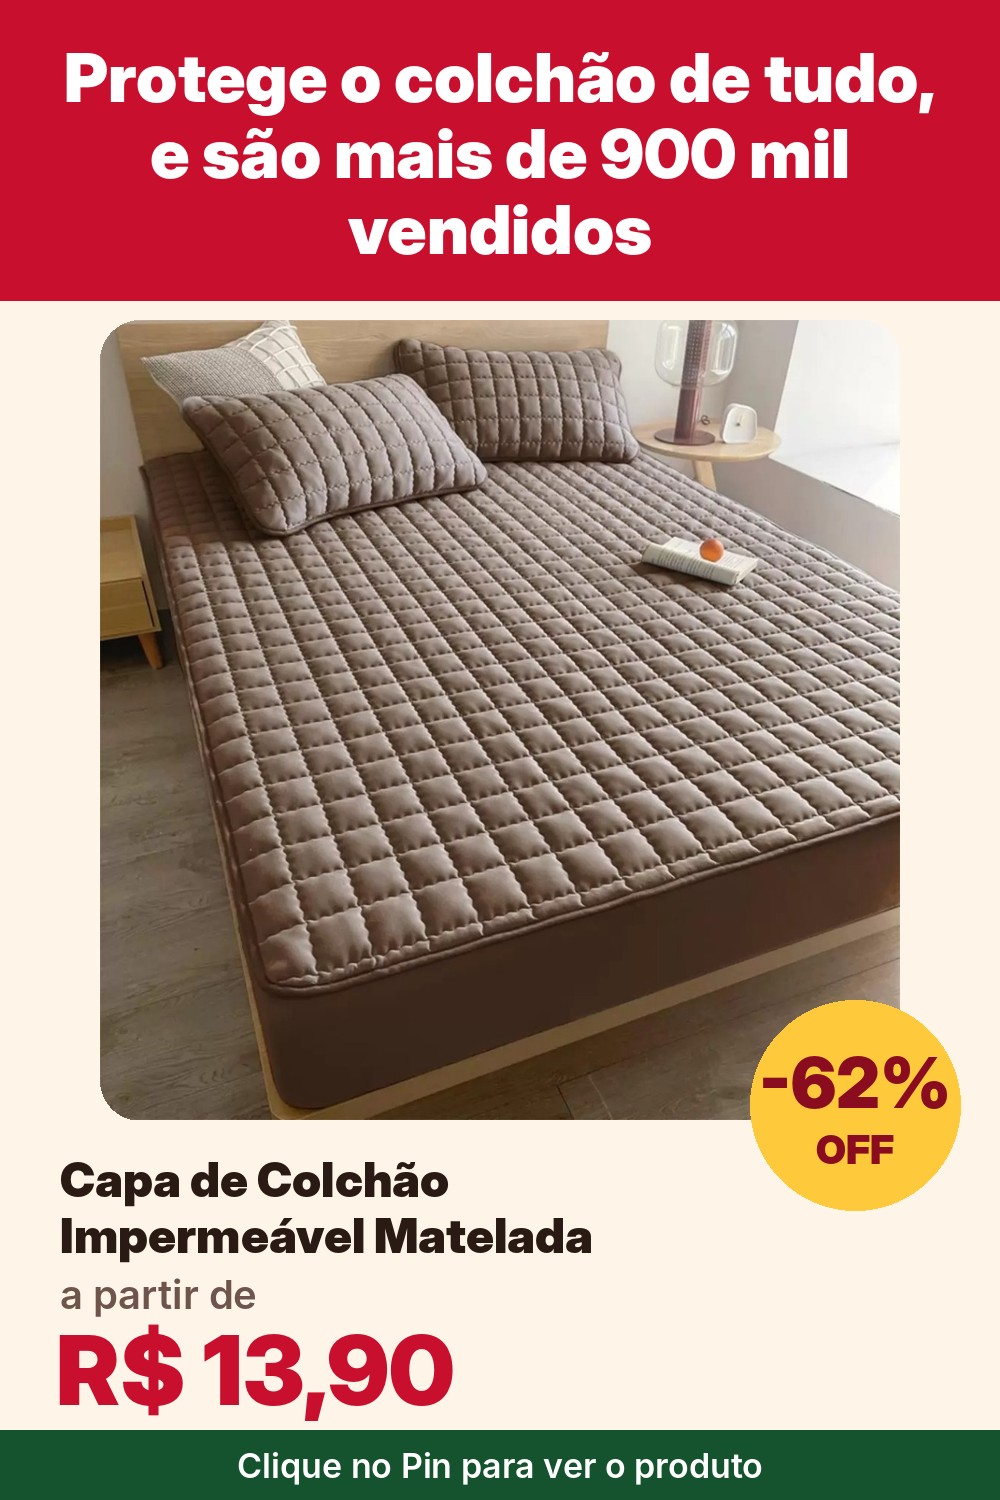 Protege o colchão de tudo,
e são mais de 900 mil
vendidos
-62%
OFF
Capa de Colchão
Impermeável Matelada
a partir de
R$ 13,90
Clique no Pin para ver o produto